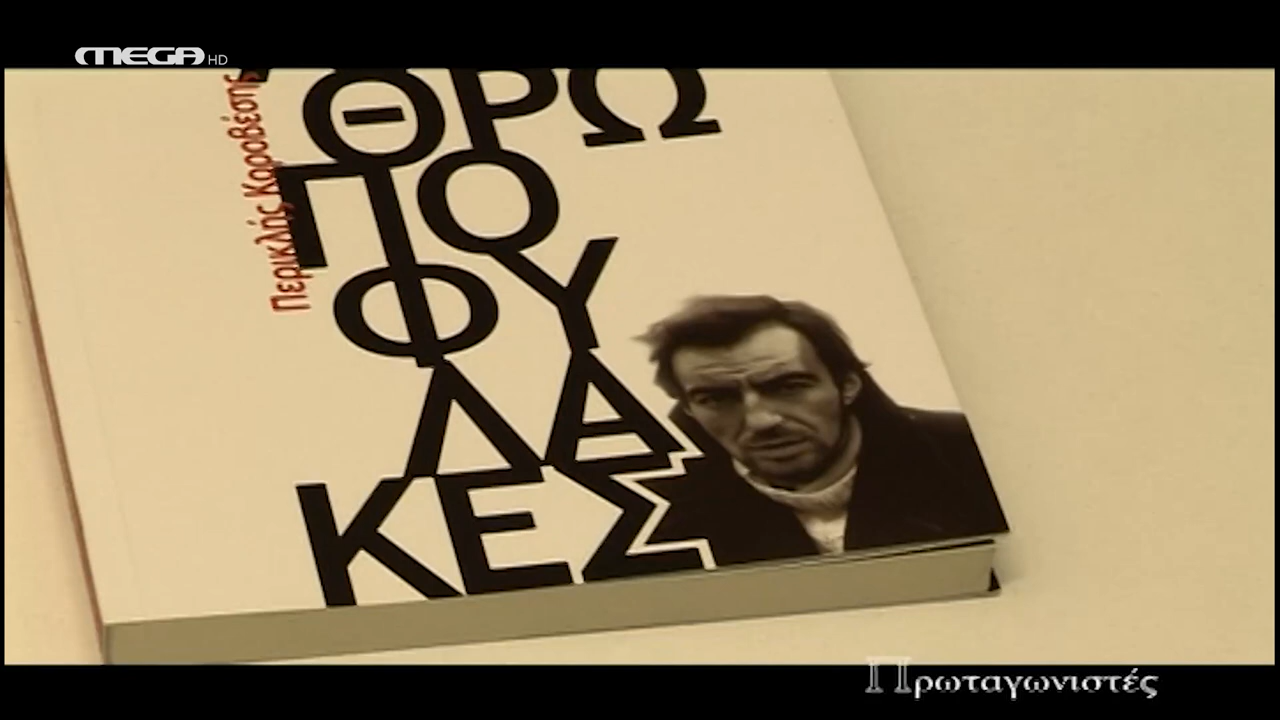 MEGA HD
Περικλής Κοροβέσης
ΘΡΩ
ΠΟ
ΦΥ
ΛΑ
ΚΕΣ
Πρωταγωνιστές